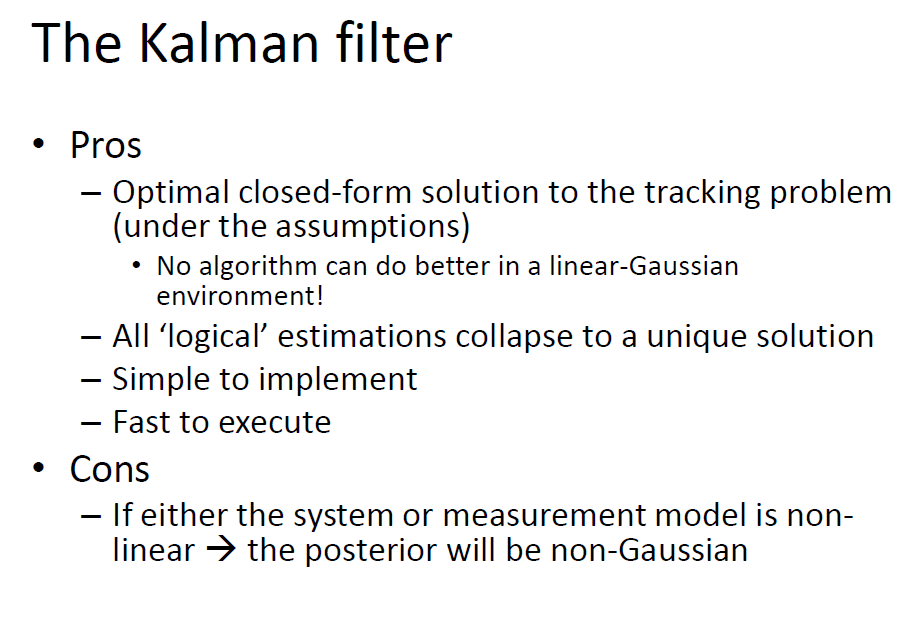 The Kalman filter
• Pros
– Optimal closed-form solution to the tracking problem
(under the assumptions)
• No algorithm can do better in a linear-Gaussian
environment!
– All ‘logical’ estimations collapse to a unique solution
– Simple to implement
– Fast to execute
• Cons
– If either the system or measurement model is non-
linear → the posterior will be non-Gaussian